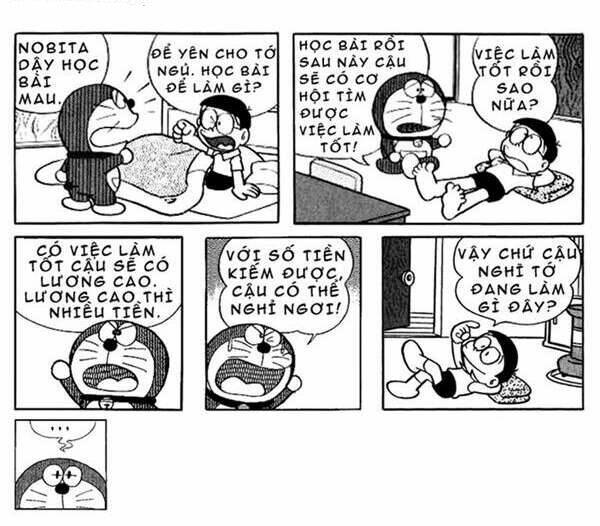 NOBITA
DẬY HỌC
BÀI
MAU.
ĐỂ YÊN CHO TỚ
NGỦ. HỌC BÀI
ĐỂ LÀM GÌ?
HỌC BÀI RỒI
SAU NÀY CẬU
SẼ CÓ CƠ
HỘI TÌM
ĐƯỢC
VIỆC LÀM
TỐT!
VIỆC LÀM
TỐT RỒI
SAO
NỮA?
CÓ VIỆC LÀM
TỐT CẬU SẼ CÓ
LƯƠNG CAO.
LƯƠNG CAO THÌ
NHIỀU TIỀN.
VỚI SỐ TIỀN
KIẾM ĐƯỢC,
CẬU CÓ THỂ
NGHỈ NGƠI!
VẬY CHỨ CẬU
NGHĨ TỚ
ĐANG LÀM
GÌ ĐÂY?
...